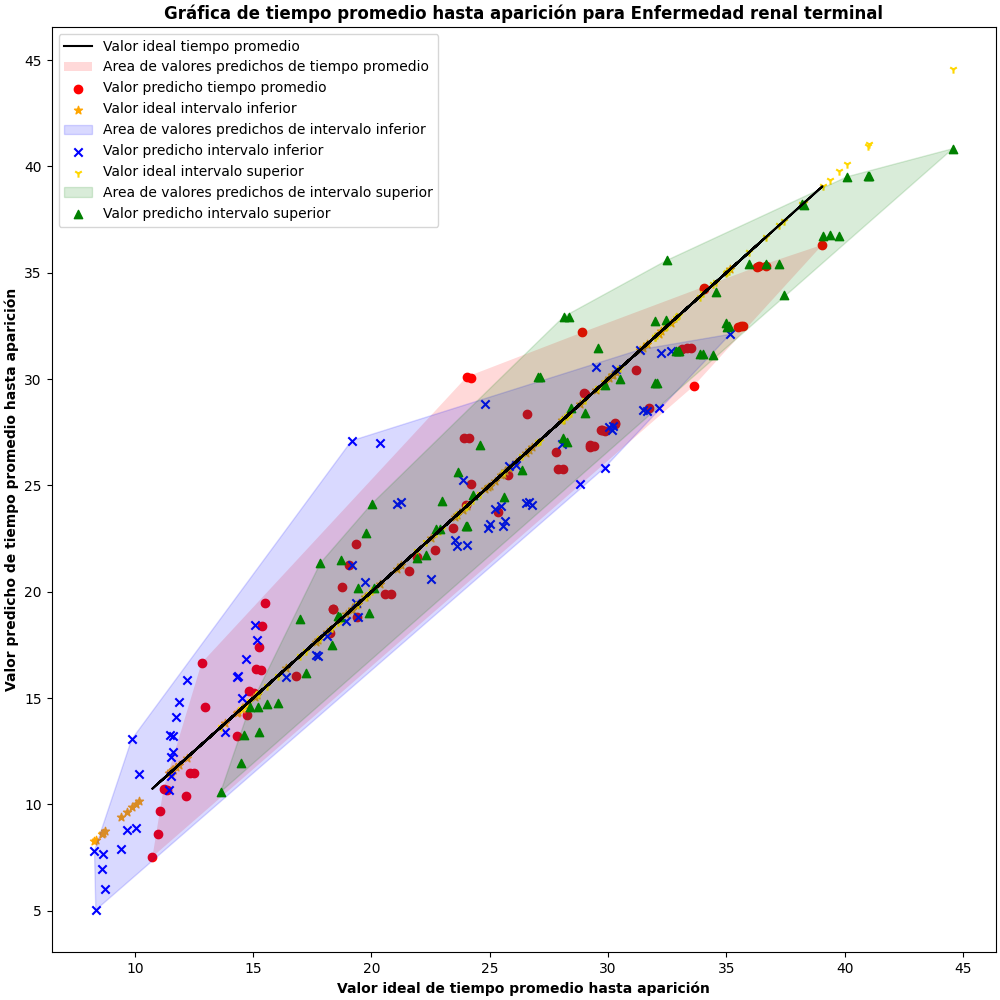 Gráfica de tiempo promedio hasta aparición para Enfermedad renal terminal
Valor ideal tiempo promedio
Area de valores predichos de tiempo promedio
Valor predicho tiempo promedio
Valor ideal intervalo inferior
Area de valores predichos de intervalo inferior
Valor predicho intervalo inferior
Valor ideal intervalo superior
Area de valores predichos de intervalo superior
Valor predicho intervalo superior
Valor predicho de tiempo promedio hasta aparición
45
40
35
30
25
20
15
10
5
10 15 20 25 30 35 40 45
Valor ideal de tiempo promedio hasta aparición